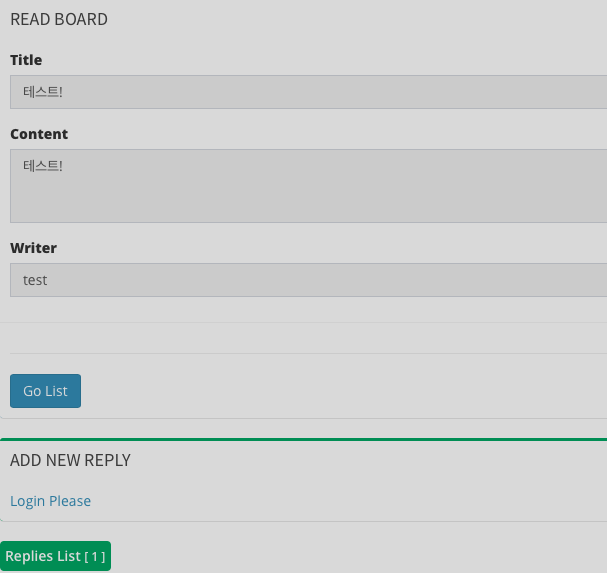 READ BOARD
Title
테스트!
Content
테스트!
Writer
test
Go List
ADD NEW REPLY
Login Please
Replies List [ 1 ]